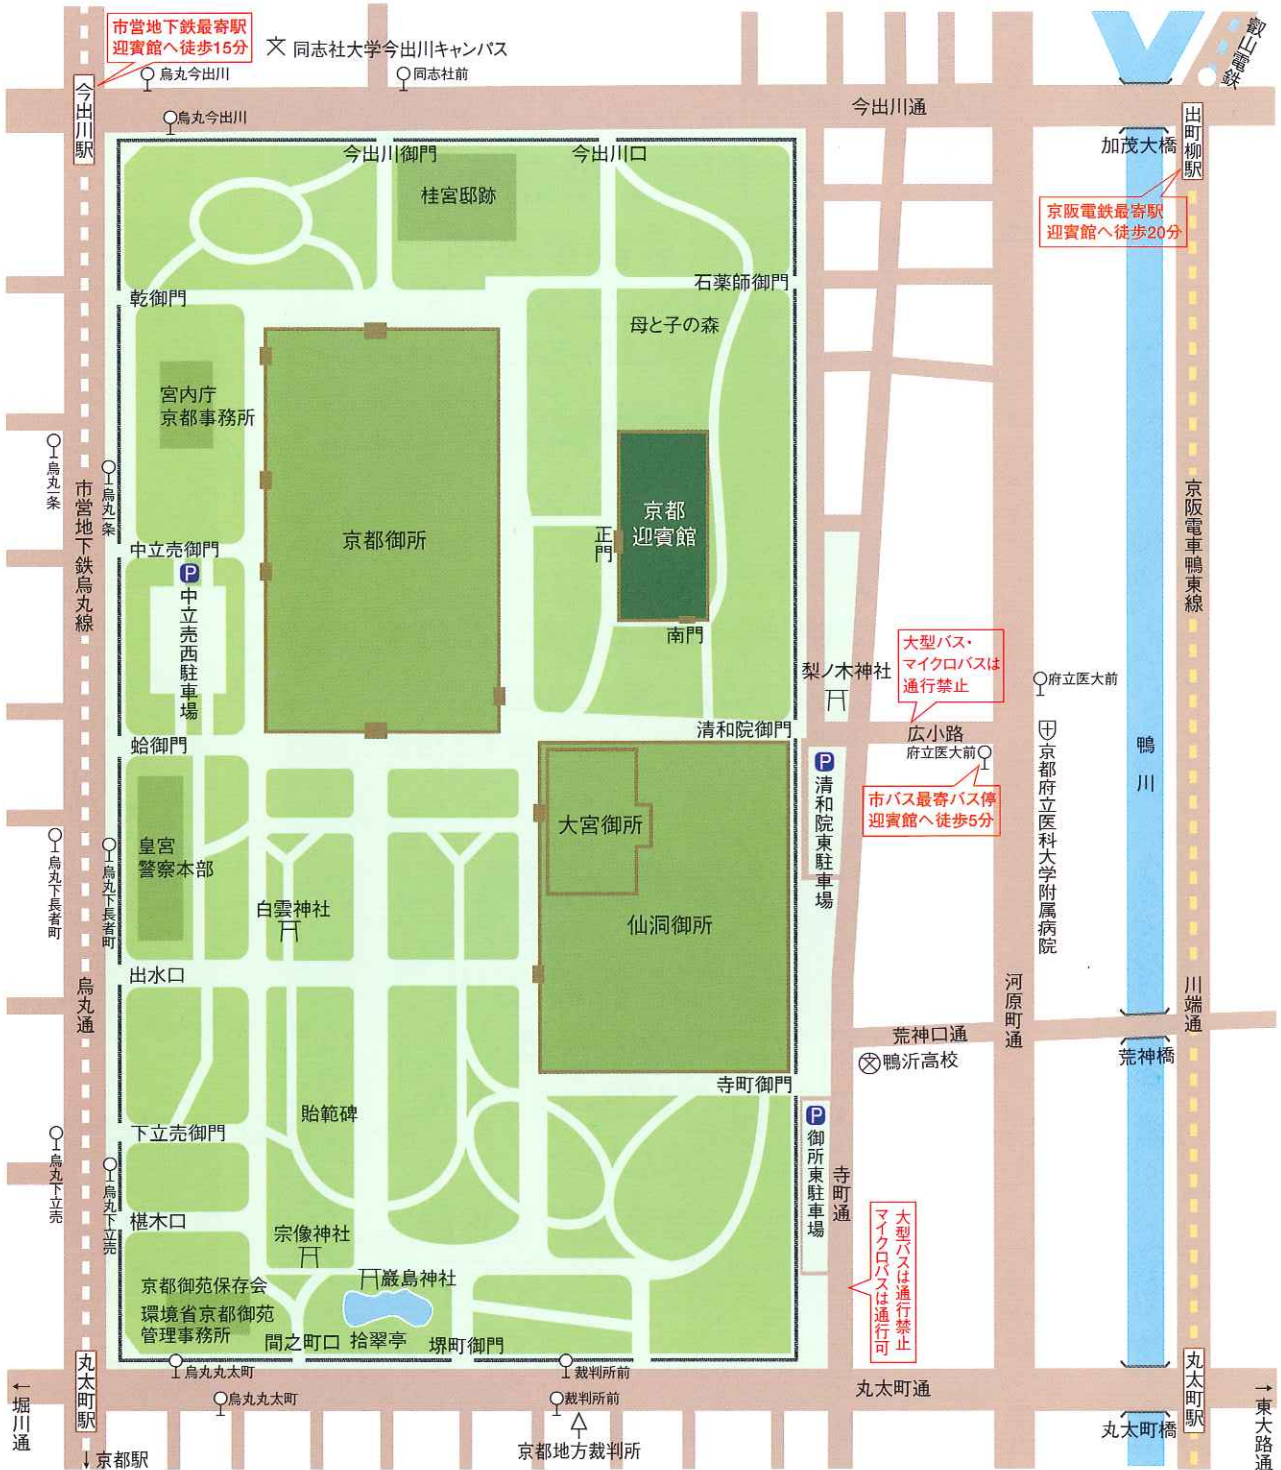 市営地下鉄最寄駅
迎賓館へ徒歩15分
同志社大学今出川キャンパス
烏丸今出川
同志社前
叡山電鉄
今出川駅
烏丸今出川
今出川通
出町柳駅
加茂大橋
今出川御門
今出川口
桂宮邸跡
京阪電鉄最寄駅
迎賓館へ徒歩20分
乾御門
石薬師御門
母と子の森
宮内庁
京都事務所
烏丸一条
烏丸一条
市営地下鉄烏丸線
京阪電車鴨東線
京都御所
京都
迎賓館
正門
南門
中立売御門
P
中立売西駐車場
大型バス・
マイクロバスは
通行禁止
梨ノ木神社
府立医大前
蛤御門
清和院御門
広小路
府立医大前
京都府立医科大学附属病院
鴨川
P
清和院東駐車場
市バス最寄バス停
迎賓館へ徒歩5分
大宮御所
皇宮
警察本部
烏丸下長者町
烏丸下長者町
白雲神社
仙洞御所
出水口
烏丸通
河原町通
川端通
荒神口通
荒神橋
鴨沂高校
寺町御門
貽範碑
P
御所東駐車場
下立売御門
烏丸下立売
烏丸下立売
寺町通
椹木口
宗像神社
大型バスは通行禁止
マイクロバスは通行可
厳島神社
京都御苑保存会
環境省京都御苑
管理事務所
間之町口
拾翠亭
堺町御門
丸太町駅
烏丸丸太町
裁判所前
丸太町通
丸太町駅
烏丸丸太町
裁判所前
←堀川通
→東大路通
丸太町橋
京都地方裁判所
↓京都駅